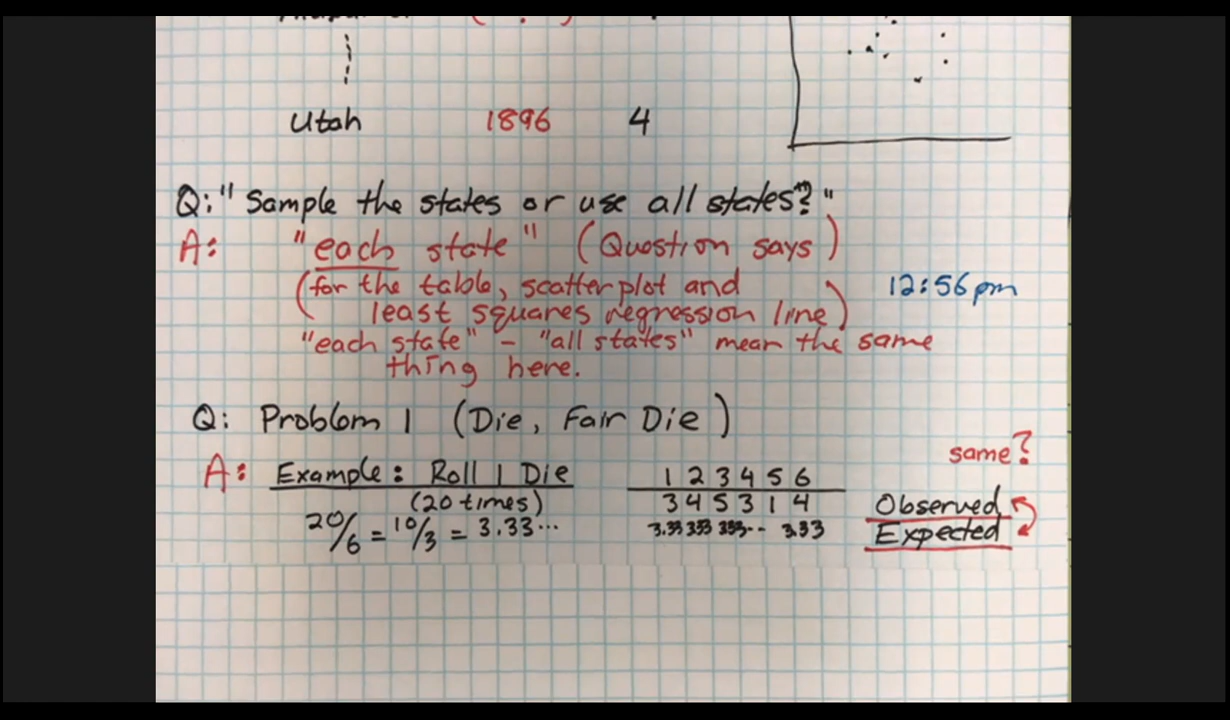 Utah 1896 4
Q: "Sample the states or use all states?"
A: "each state" (Question says)
(for the table, scatterplot and
least squares regression line)
12:56pm
"each state" - "all states" mean the same
thing here.
Q: Problem 1 (Die, Fair Die)
same?
A: Example: Roll 1 Die
(20 times)
20/6 = 10/3 = 3.33...
1 2 3 4 5 6
3 4 5 3 1 4 Observed
3.33 3.33 3.33-- 3.33 Expected